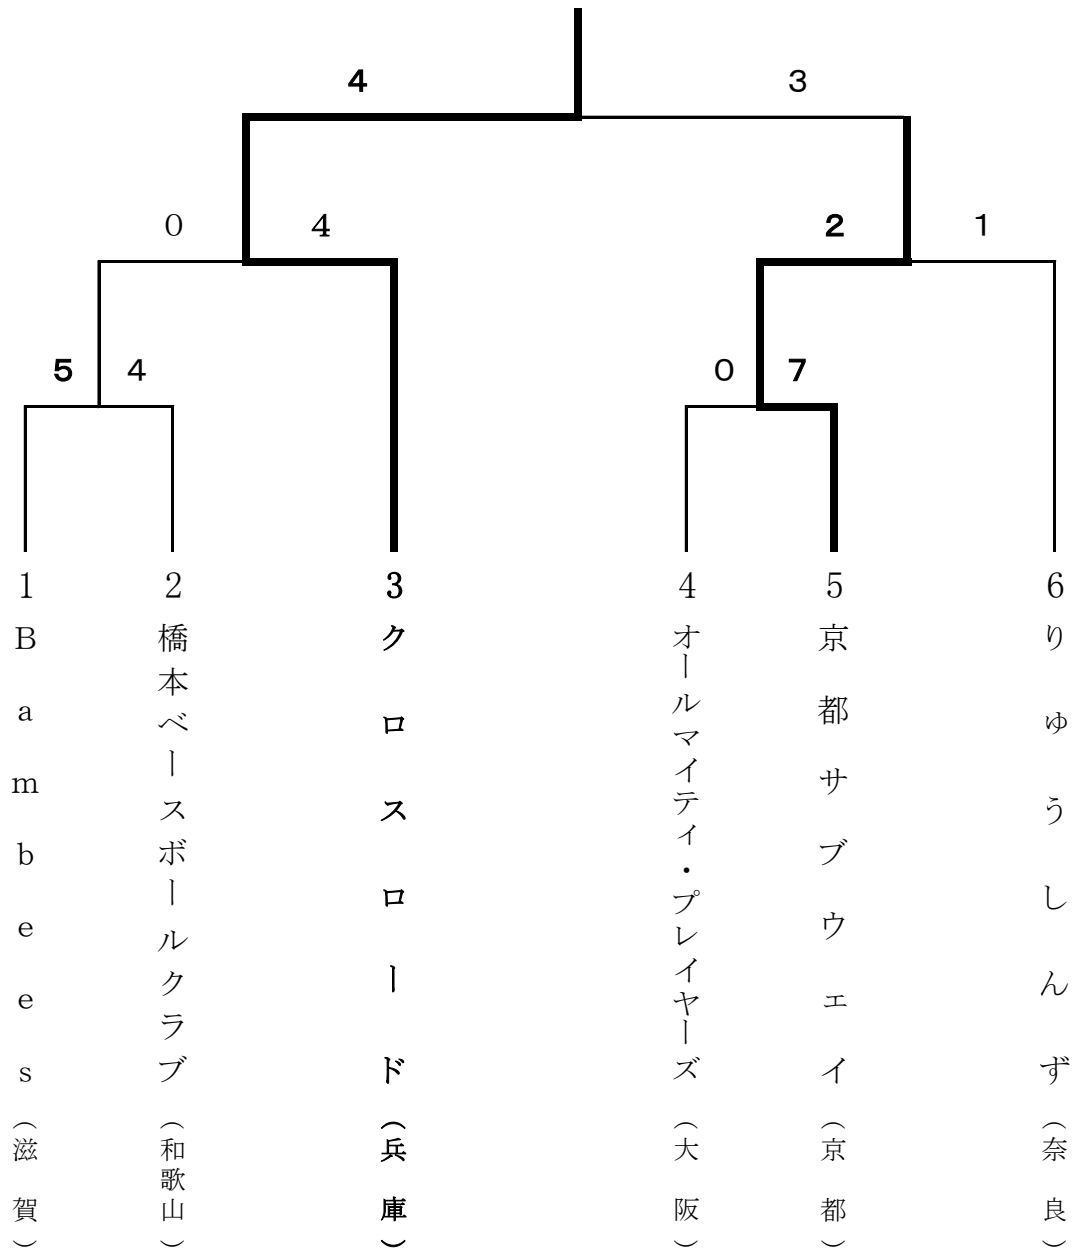 4
3
0
4
2
1
5
4
0
7
1
Bambees(滋賀)
2
橋本ベースボールクラブ(和歌山)
3
クロスロード(兵庫)
4
オールマイティ・プレイヤーズ(大阪)
5
京都サブウェイ(京都)
6
りゅうしんず(奈良)